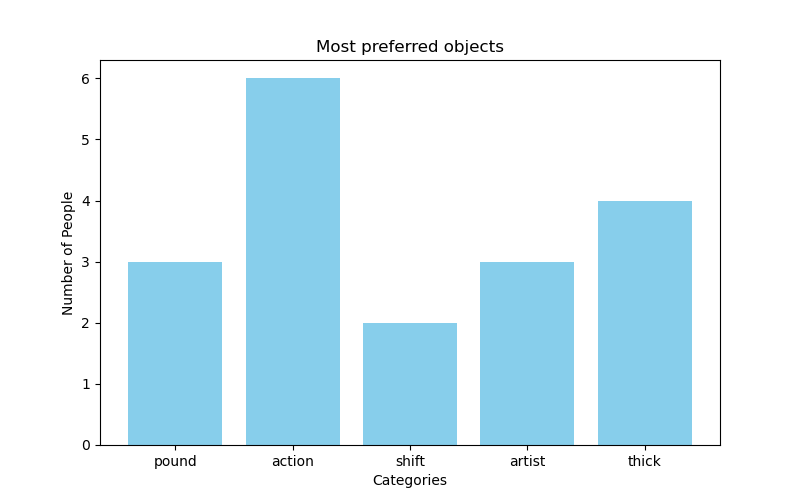 Most preferred objects
Number of People
6
5
4
3
2
1
0
pound action shift artist thick
Categories